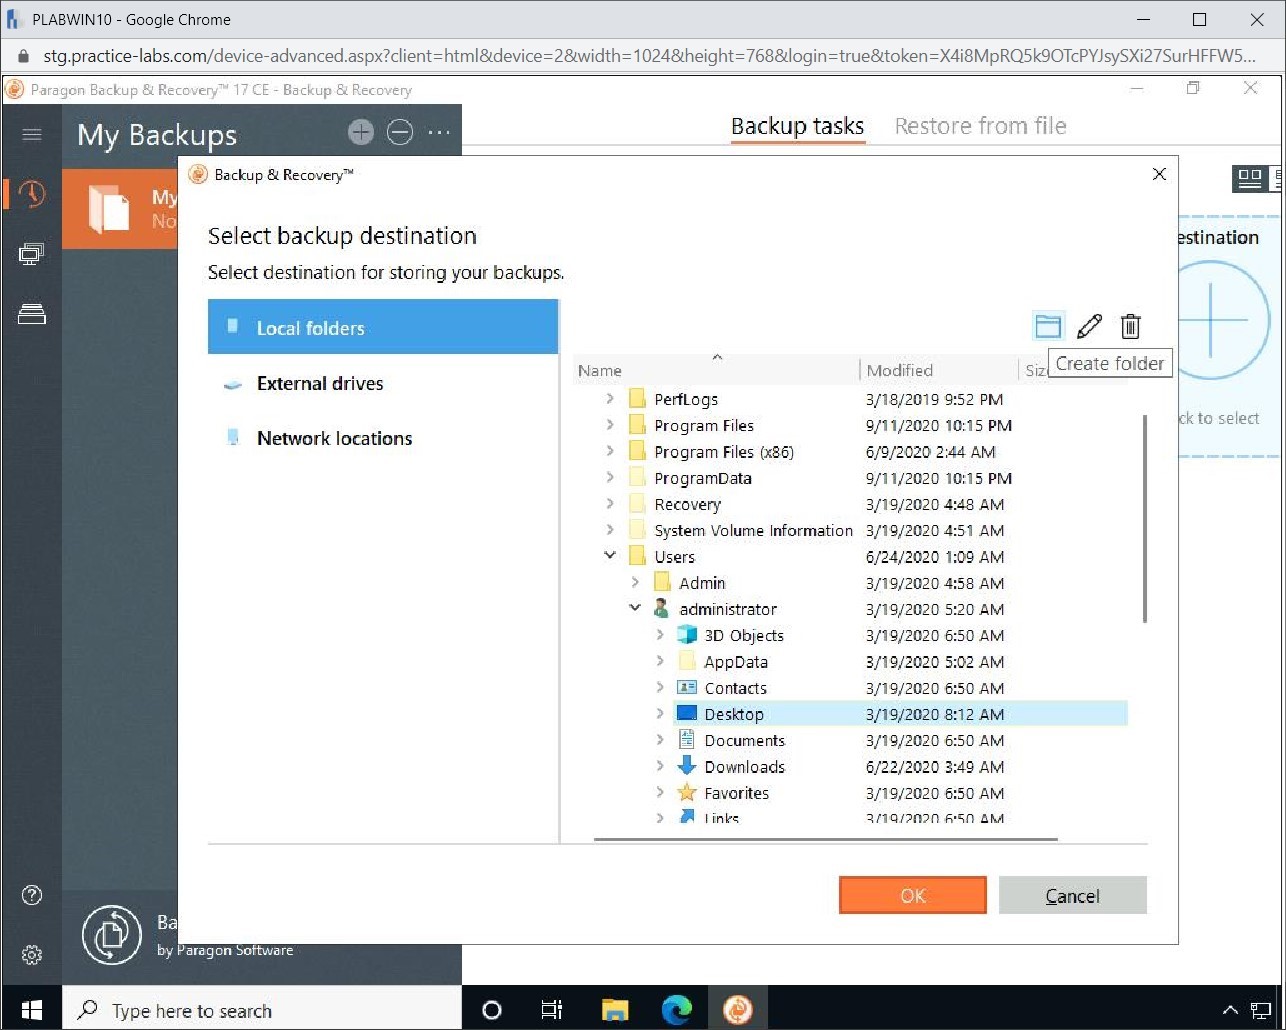 PLABWIN10 - Google Chrome
stg.practice-labs.com/device-advanced.aspx?client=html&device=2&width=1024&height=768&login=true&token=X4i8MpRQ5k9OTcPYJsySXi27SurHFFW5...
Paragon Backup & Recovery™ 17 CE - Backup & Recovery
My Backups
Backup tasks Restore from file
Backup & Recovery™
My
No
Select backup destination
estination
Select destination for storing your backups.
Local folders
Create folder
Name Modified
External drives
PerfLogs 3/18/2019 9:52 PM
ck to select
Program Files 9/11/2020 10:15 PM
Network locations
Program Files (x86) 6/9/2020 2:44 AM
ProgramData 9/11/2020 10:15 PM
Recovery 3/19/2020 4:48 AM
System Volume Information 3/19/2020 4:51 AM
Users 6/24/2020 1:09 AM
Admin 3/19/2020 4:58 AM
administrator 3/19/2020 5:20 AM
3D Objects 3/19/2020 6:50 AM
AppData 3/19/2020 5:02 AM
Contacts 3/19/2020 6:50 AM
Desktop 3/19/2020 8:12 AM
Documents 3/19/2020 6:50 AM
Downloads 6/22/2020 3:49 AM
Favorites 3/19/2020 6:50 AM
Links 3/19/2020 6:50 AM
OK Cancel
Ba
by Paragon Software
Type here to search